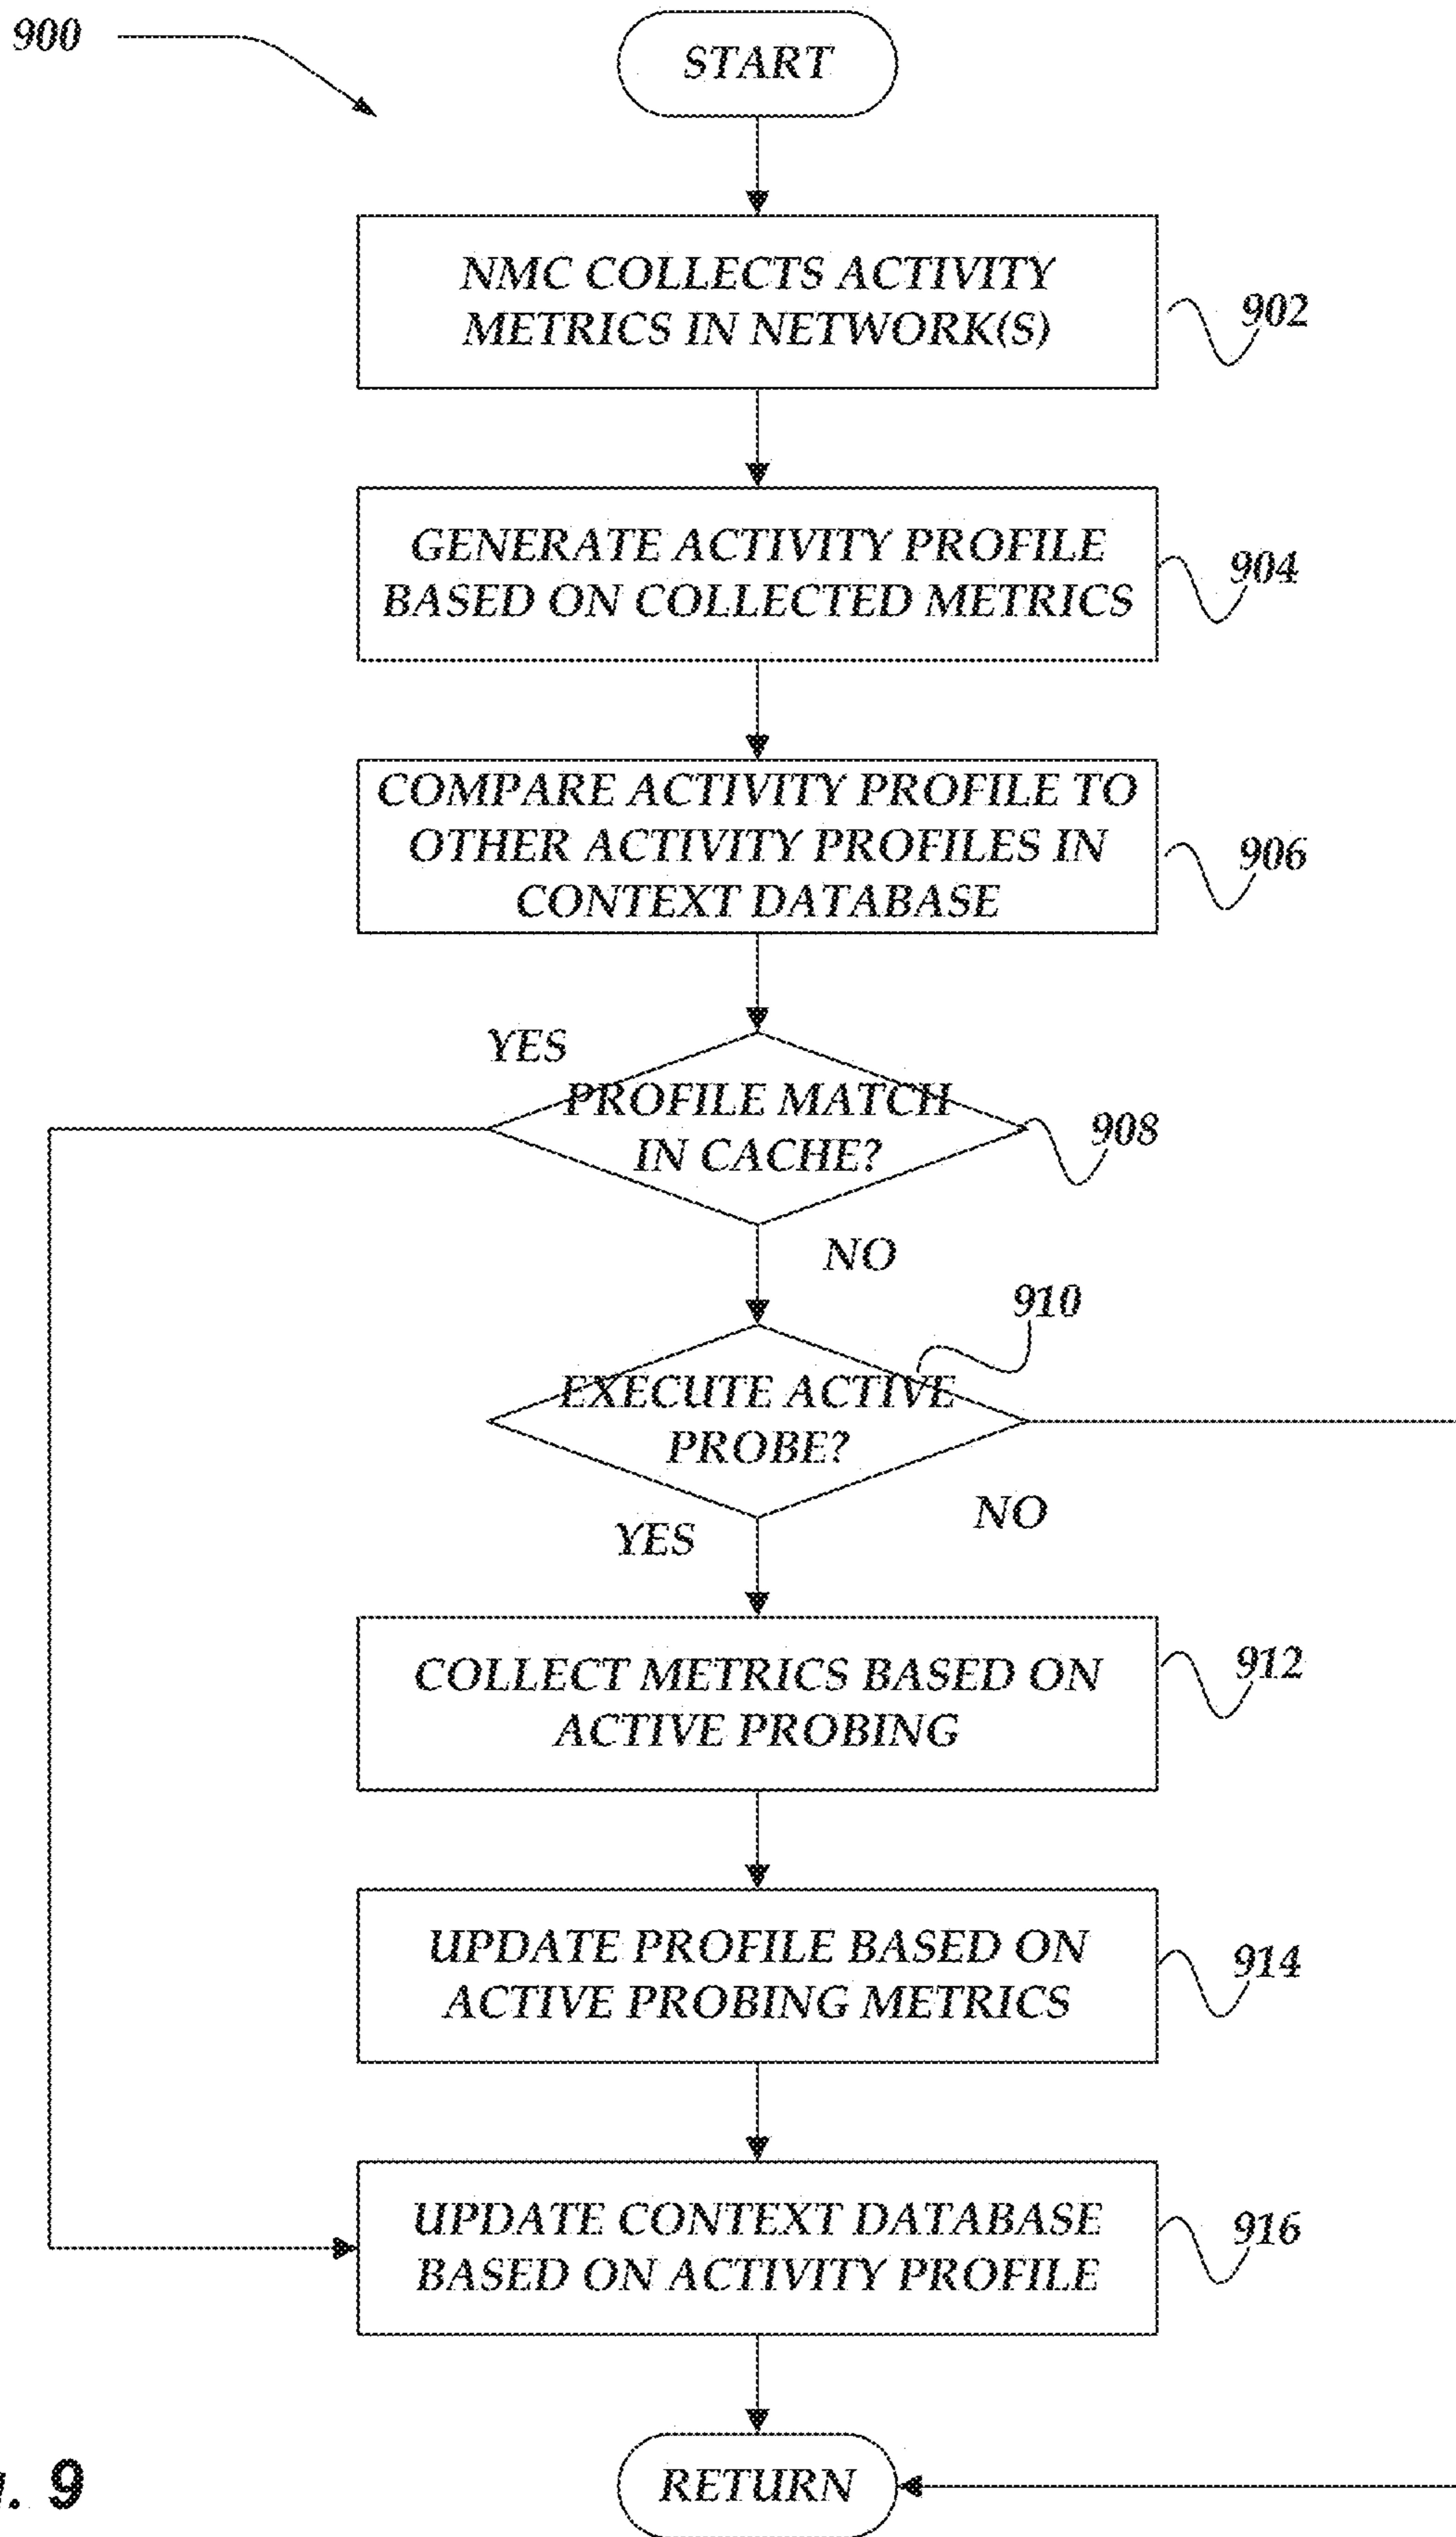 900
START
NMC COLLECTS ACTIVITY
METRICS IN NETWORK(S)
902
GENERATE ACTIVITY PROFILE
BASED ON COLLECTED METRICS
904
COMPARE ACTIVITY PROFILE TO
OTHER ACTIVITY PROFILES IN
CONTEXT DATABASE
906
YES
PROFILE MATCH
IN CACHE?
908
NO
910
EXECUTE ACTIVE
PROBE?
NO
YES
COLLECT METRICS BASED ON
ACTIVE PROBING
912
UPDATE PROFILE BASED ON
ACTIVE PROBING METRICS
914
UPDATE CONTEXT DATABASE
BASED ON ACTIVITY PROFILE
916
RETURN
. 9